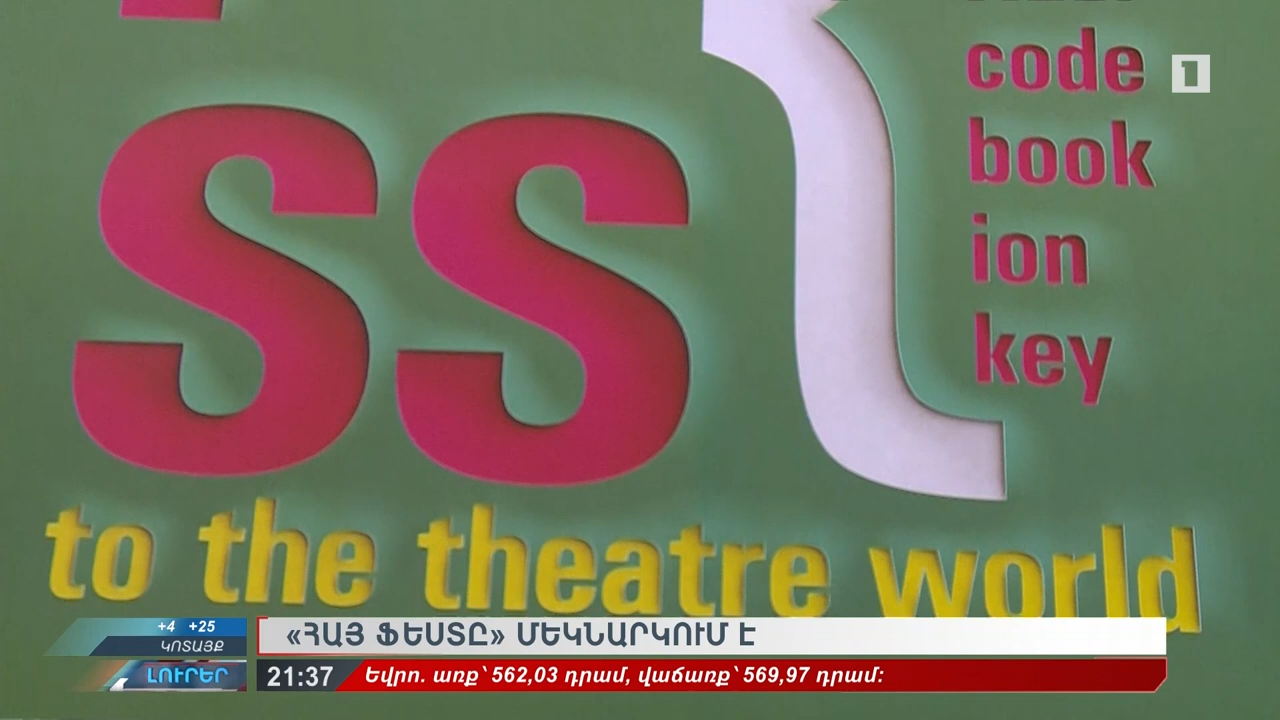 code
1
book
ss
ion
key
to the theatre world
+4 +25
ԿՈՏԱՅՔ
«ՀԱՅ ՖԵՍՏԸ» ՄԵԿՆԱՐԿՈՒՄ Է
ԼՈՒՐԵՐ
21:37
Եվրո. առք՝ 562,03 դրամ, վաճառք՝ 569,97 դրամ: